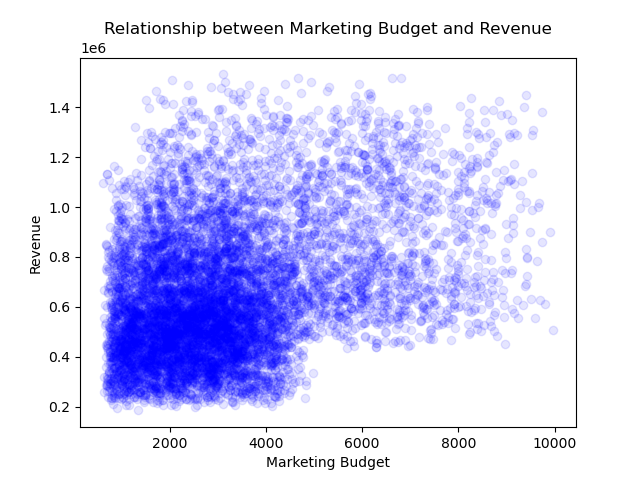 Relationship between Marketing Budget and Revenue
1e6
1.4
1.2
1.0
0.8
0.6
0.4
0.2
Revenue
2000 4000 6000 8000 10000
Marketing Budget